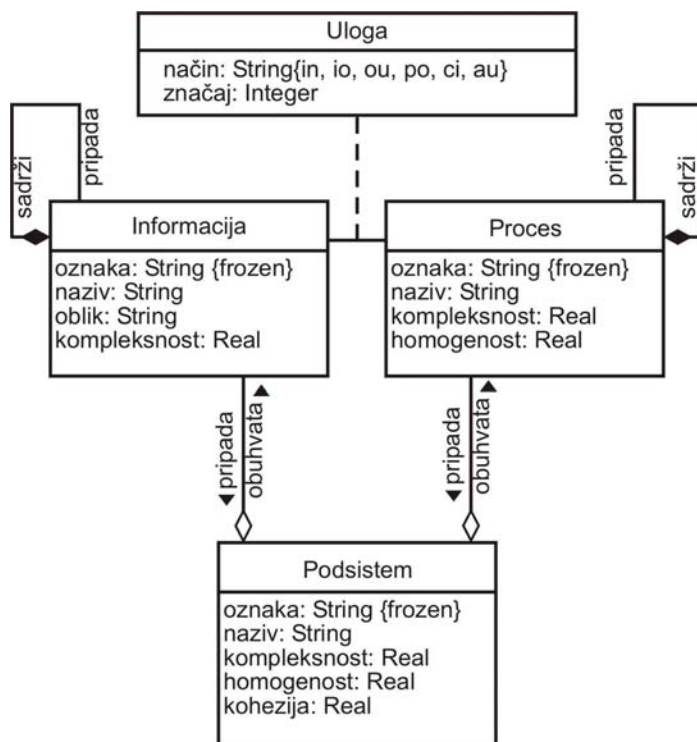 Uloga
način: String{in, io, ou, po, ci, au}
značaj: Integer
sadrži
pripada
pripada
sadrži
Informacija
oznaka: String {frozen}
naziv: String
oblik: String
kompleksnost: Real
Proces
oznaka: String {frozen}
naziv: String
kompleksnost: Real
homogenost: Real
pripada
obuhvata
pripada
obuhvata
Podsistem
oznaka: String {frozen}
naziv: String
kompleksnost: Real
homogenost: Real
kohezija: Real